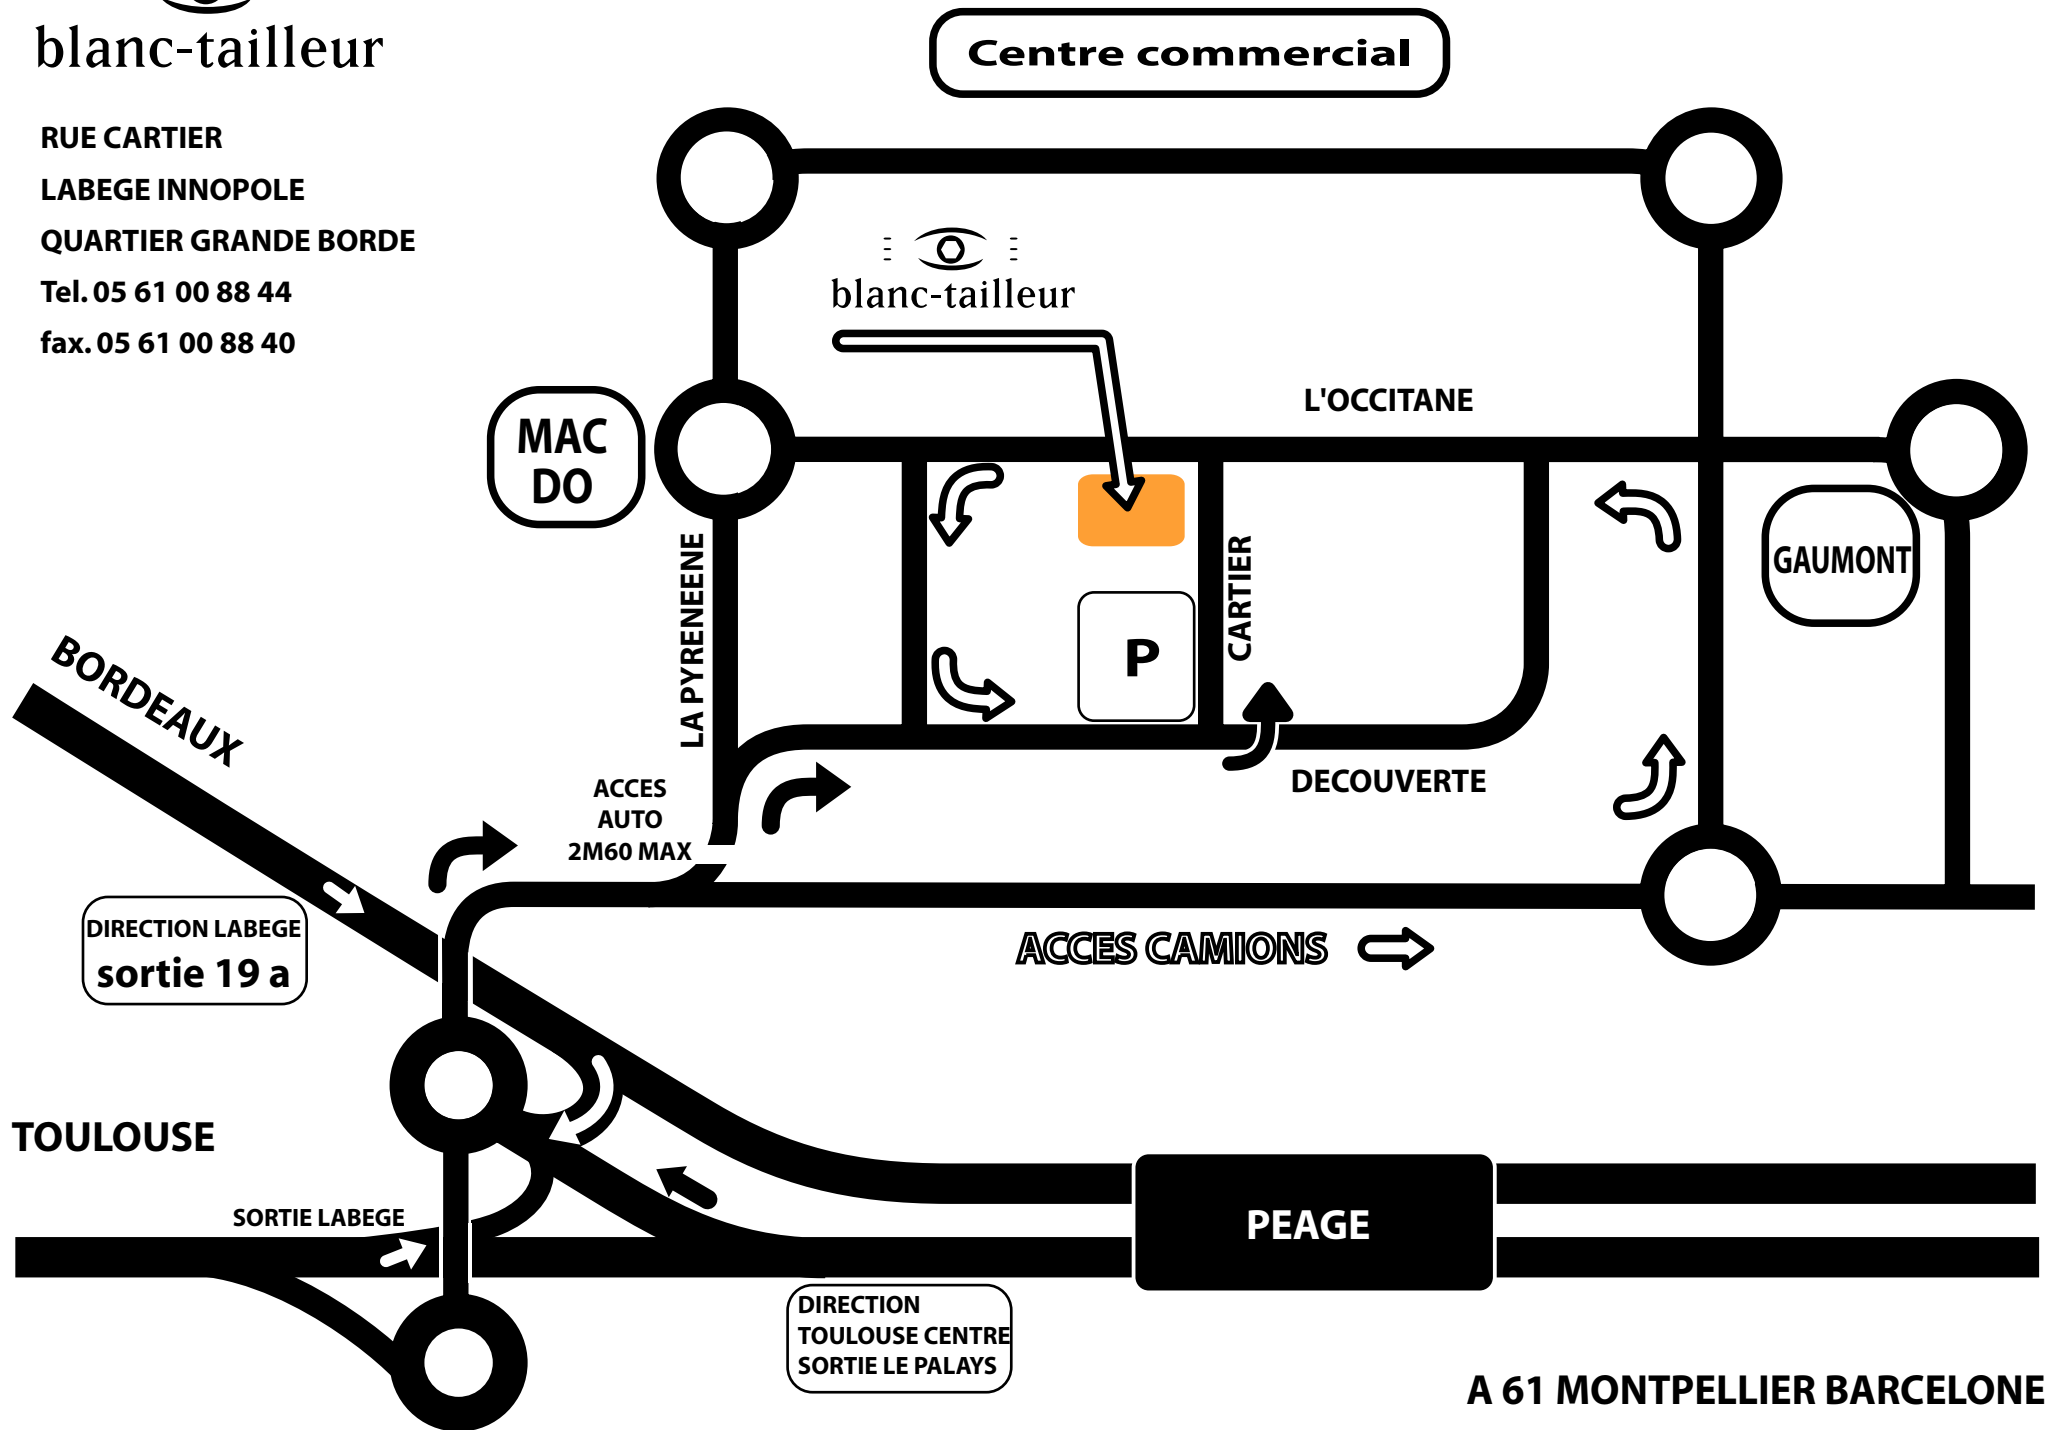 blanc-tailleur
Centre commercial
RUE CARTIER
LABEGE INNOPOLE
QUARTIER GRANDE BORDE
Tel. 05 61 00 88 44
fax. 05 61 00 88 40
blanc-tailleur
L'OCCITANE
MAC
DO
GAUMONT
LA PYRENEENE
CARTIER
P
BORDEAUX
DECOUVERTE
ACCES
AUTO
2M60 MAX
DIRECTION LABEGE
sortie 19 a
ACCES CAMIONS
TOULOUSE
SORTIE LABEGE
PEAGE
DIRECTION
TOULOUSE CENTRE
SORTIE LE PALAYS
A 61 MONTPELLIER BARCELONE